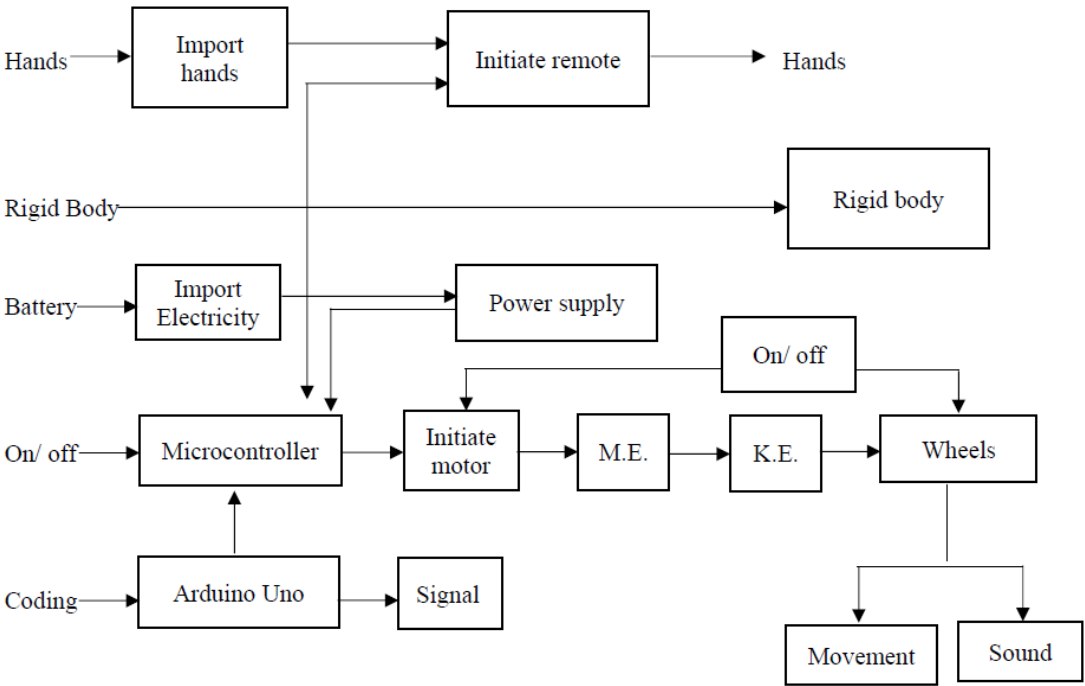 Import
hands
Hands
Initiate remote
Hands
Rigid Body
Rigid body
Import
Electricity
Battery
Power supply
On/ off
On/ off
Microcontroller
Initiate
motor
M.E.
K.E.
Wheels
Coding
Arduino Uno
Signal
Movement
Sound